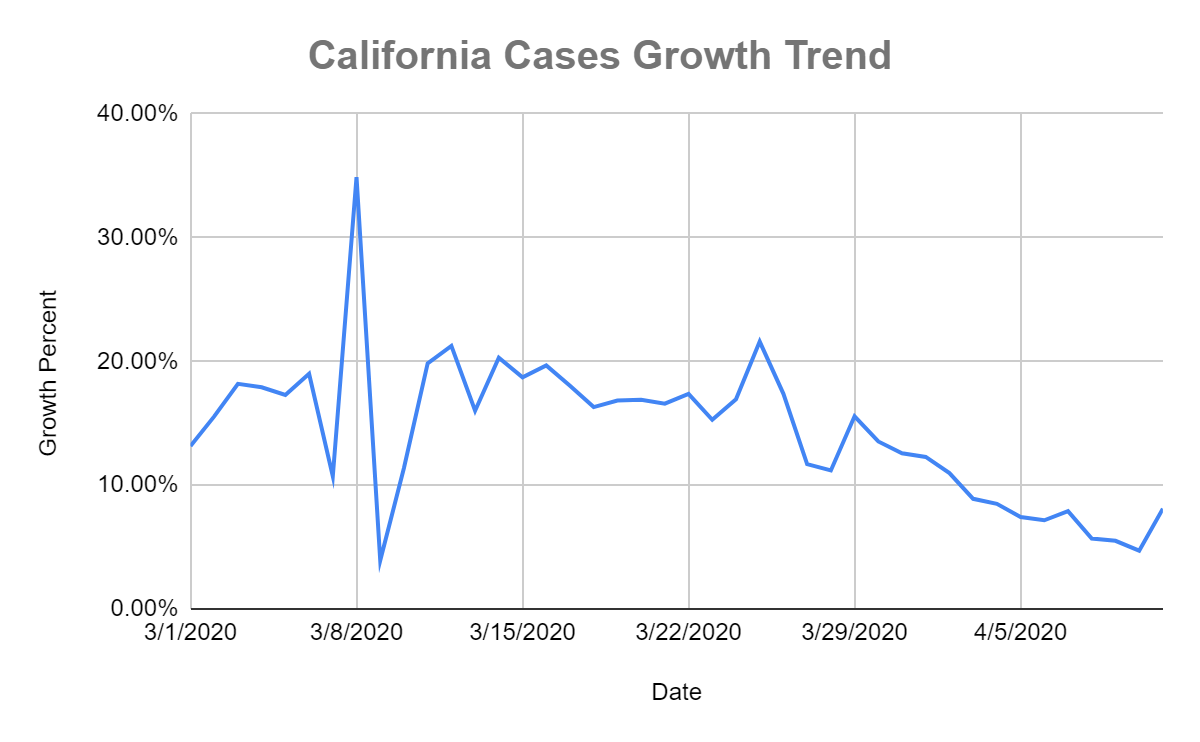 California Cases Growth Trend
40.00%
30.00%
20.00%
10.00%
0.00%
Growth Percent
3/1/2020 3/8/2020 3/15/2020 3/22/2020 3/29/2020 4/5/2020
Date